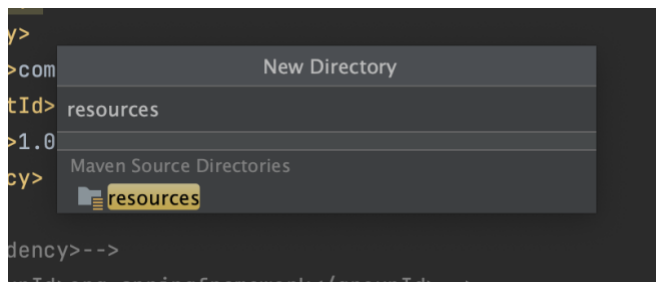 y>
New Directory
>com
tId>
resources
>1.0
Maven Source Directories
cy>
resources
dency>-->